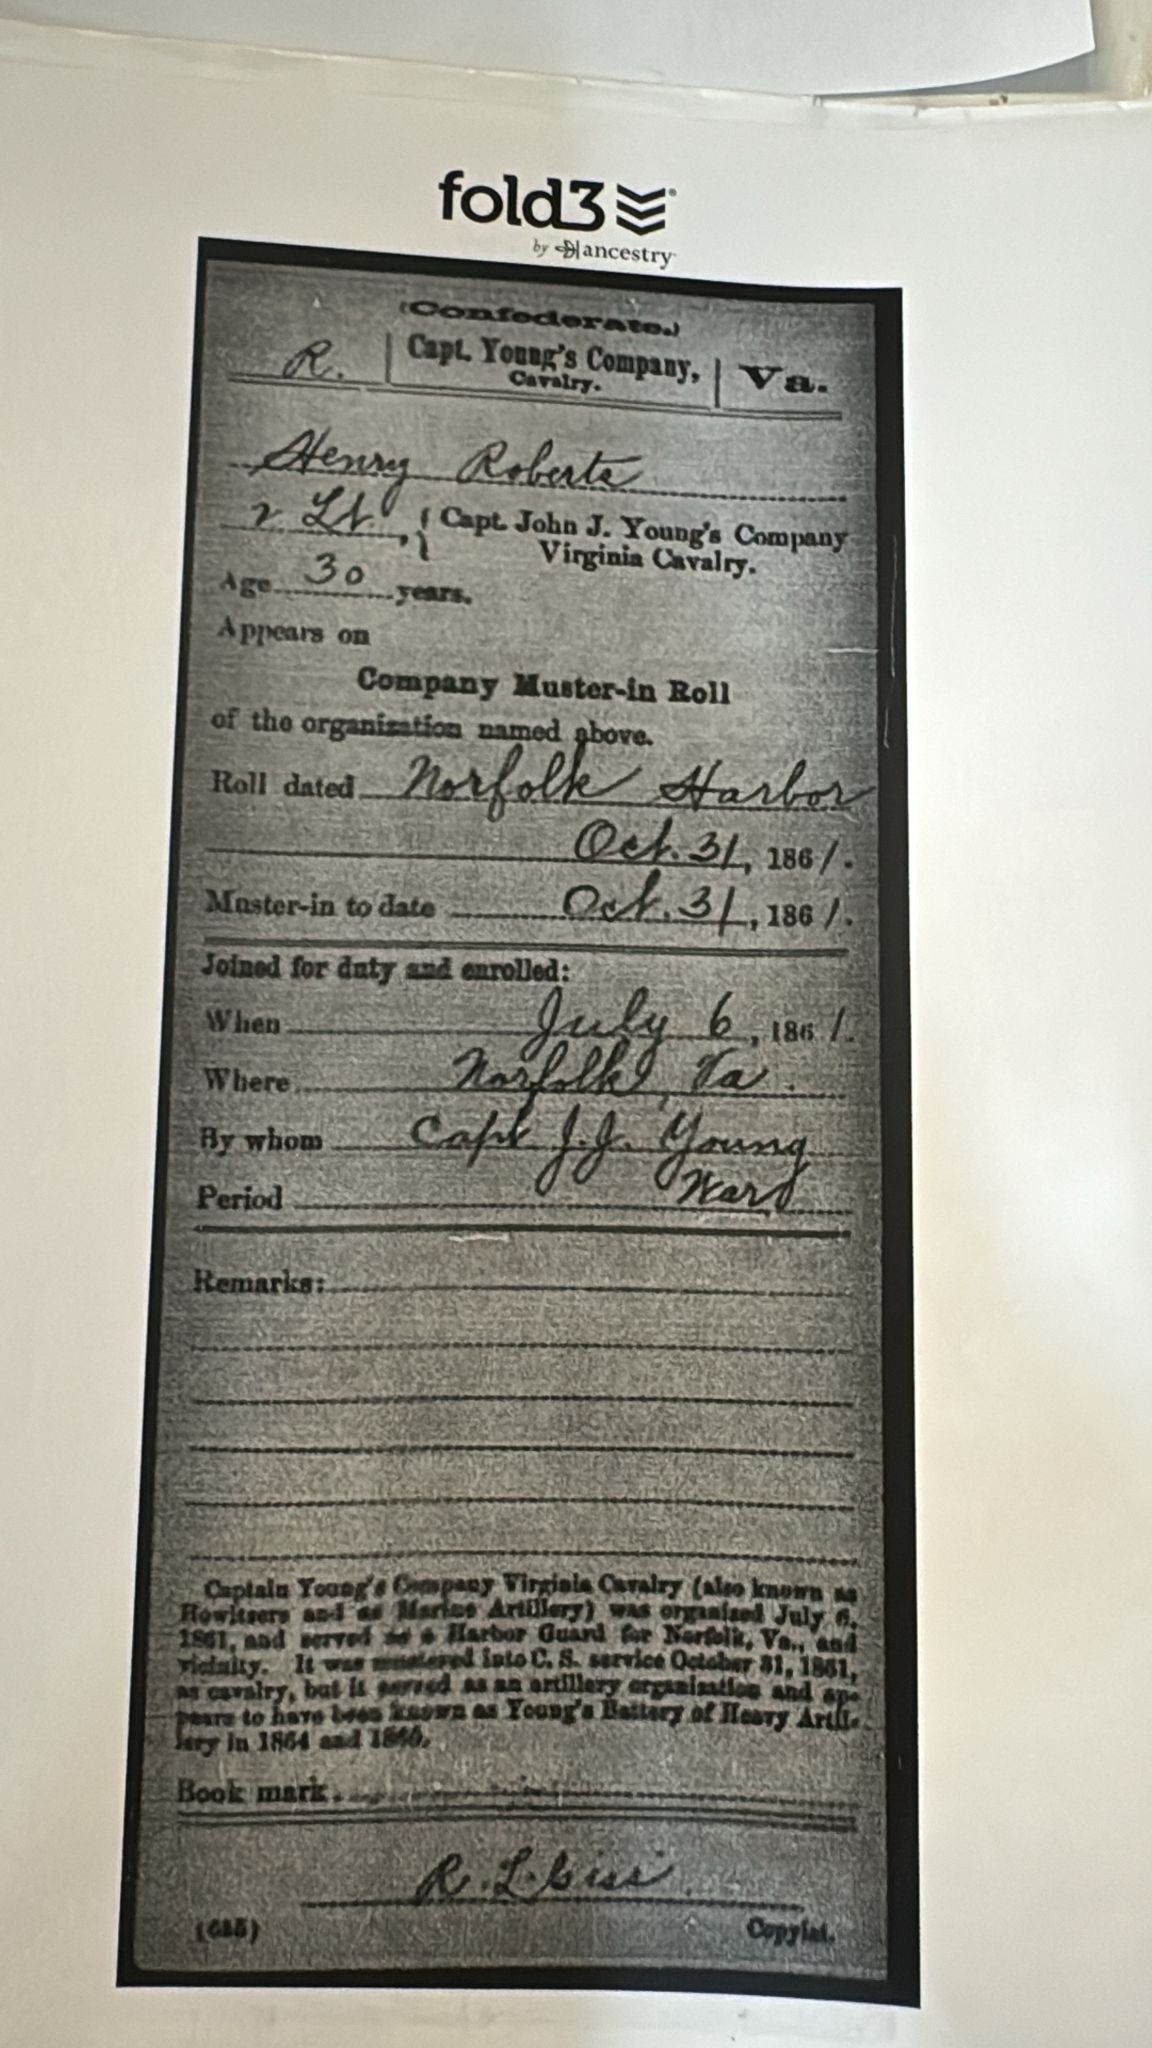 fold3
by ancestry
(Confederate.)
R. | Capt. Young's Company, Cavalry. | Va.
Henry Roberts
2 Lt, { Capt. John J. Young's Company
Virginia Cavalry.
Age 30 years.
Appears on
Company Muster-in Roll
of the organization named above.
Roll dated Norfolk Harbor
Oct. 31, 1861.
Muster-in to date Oct. 31, 1861.
Joined for duty and enrolled:
When July 6, 1861.
Where Norfolk, Va.
By whom Capt J.J. Young
Period War
Remarks:
Captain Young's Company Virginia Cavalry (also known as
Howitzers and as Marine Artillery) was organized July 6,
1861, and served as a Harbor Guard for Norfolk, Va., and
vicinity. It was mustered into C. S. service October 31, 1861,
as cavalry, but it served as an artillery organization and ap-
pears to have been known as Young's Battery of Heavy Artil-
lery in 1864 and 1865.
Book mark
R. L.
Copyist.